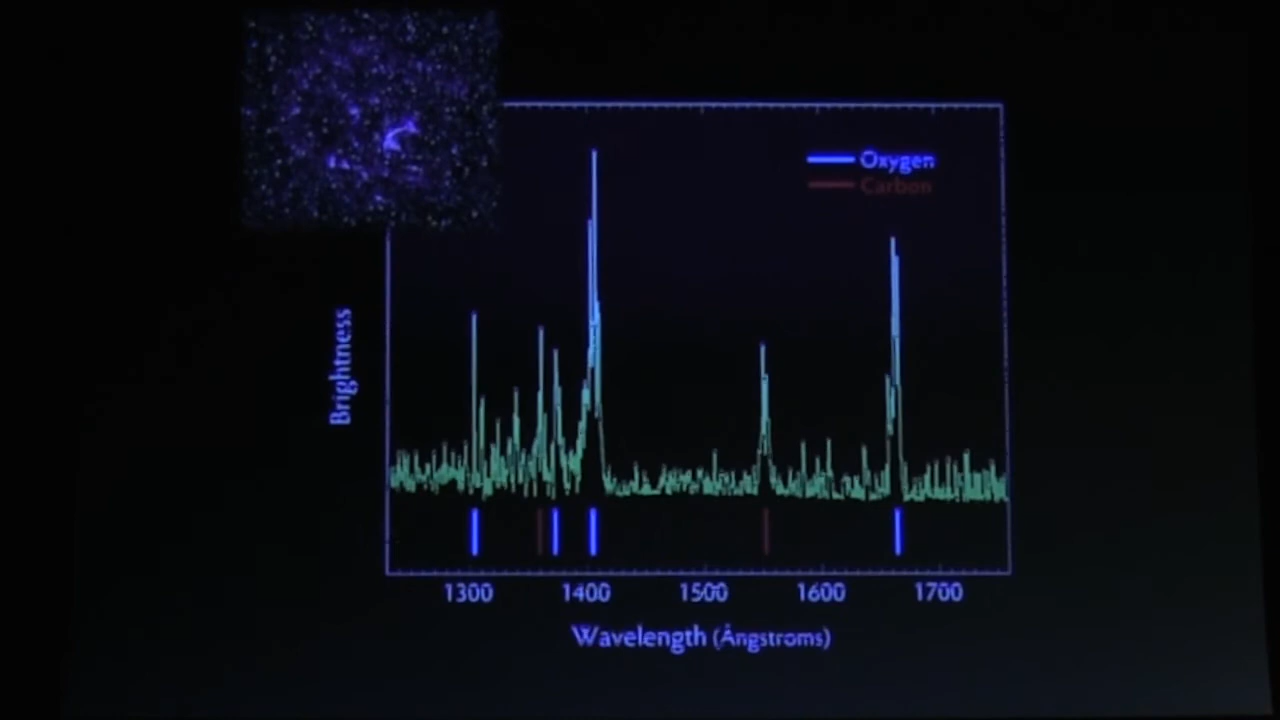 Oxygen
Carbon
Brightness
1300 1400 1500 1600 1700
Wavelength (Ångstroms)